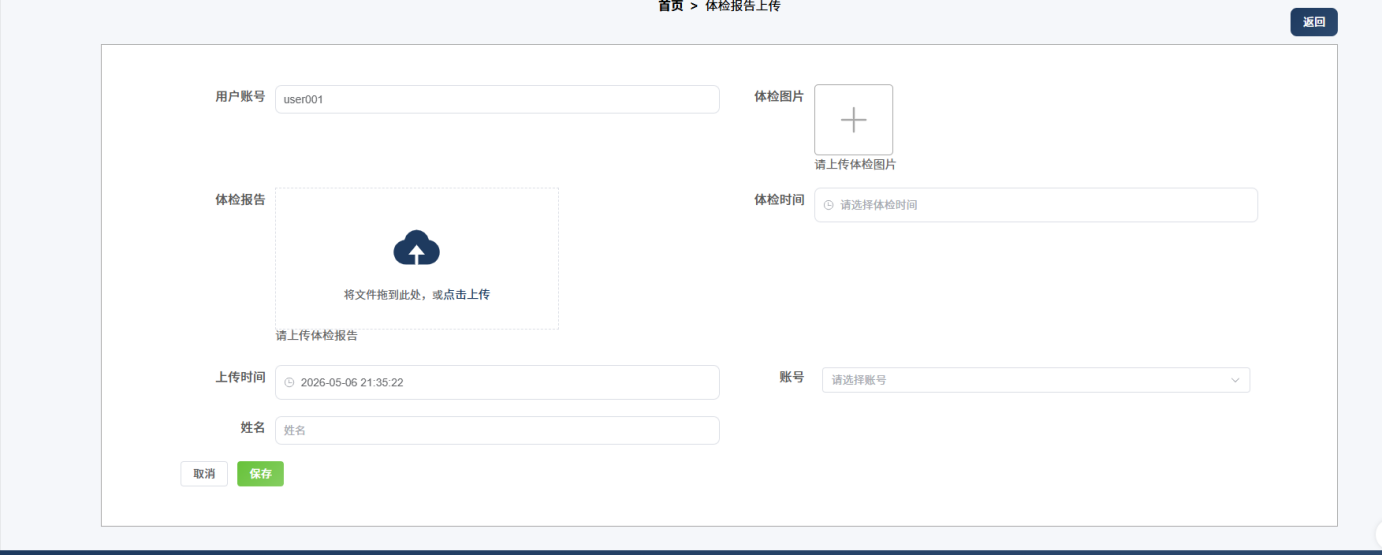 首页 > 体检报告上传
返回
用户账号 user001
体检图片
请上传体检图片
体检报告
将文件拖到此处，或点击上传
请上传体检报告
体检时间 请选择体检时间
上传时间 2026-05-06 21:35:22
账号 请选择账号
姓名 姓名
取消 保存